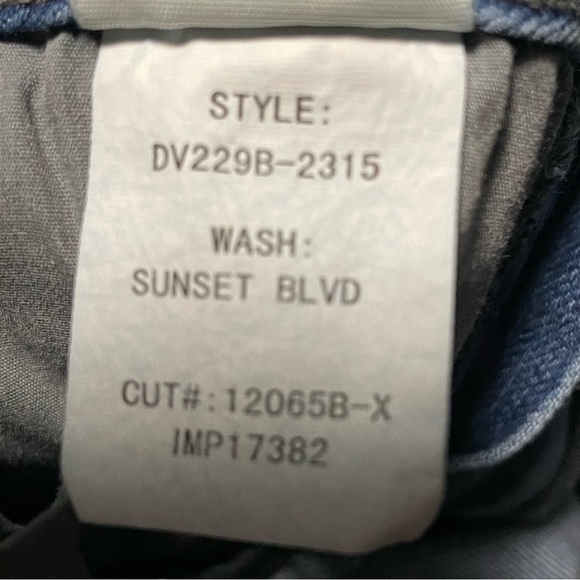 STYLE:
DV229B-2315
WASH:
SUNSET BLVD
CUT#:12065B-X
IMP17382